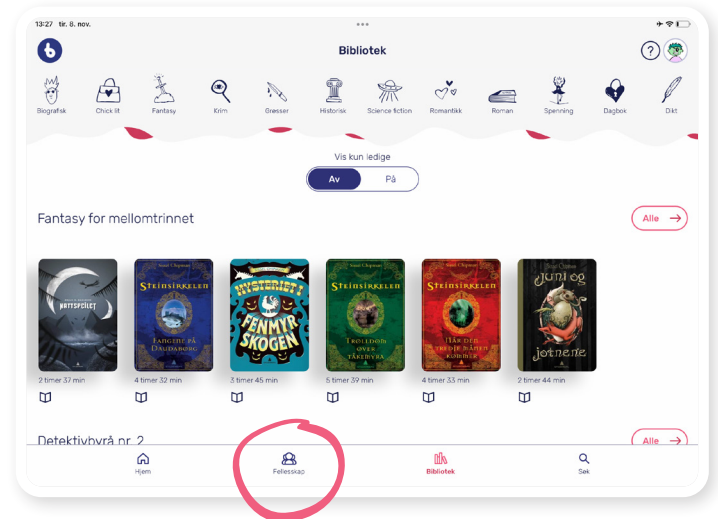 13:27 tir. 8. nov.
Bibliotek
?
Biografisk Chick lit Fantasy Krim Grøsser Historisk Science fiction Romantikk Roman Spenning Dagbok Dikt
Vis kun ledige
Av På
Fantasy for mellomtrinnet
Alle →
NATTSPEILET
STEINSIRKELEN
FANGENE PÅ
DAUDABORG
MYSTERIET I
FENMYR
SKOGEN
STEINSIRKELEN
TROLLDOM
OVER
TÅKEMYRA
STEINSIRKELEN
NÅR DEN
TREDJE MÅNEN
KOMMER
JUNI OG
JOTNENE
2 timer 37 min 4 timer 32 min 3 timer 45 min 5 timer 39 min 4 timer 33 min 2 timer 44 min
Detektivbyrå nr. 2
Alle →
Hjem Fellesskap Bibliotek Søk